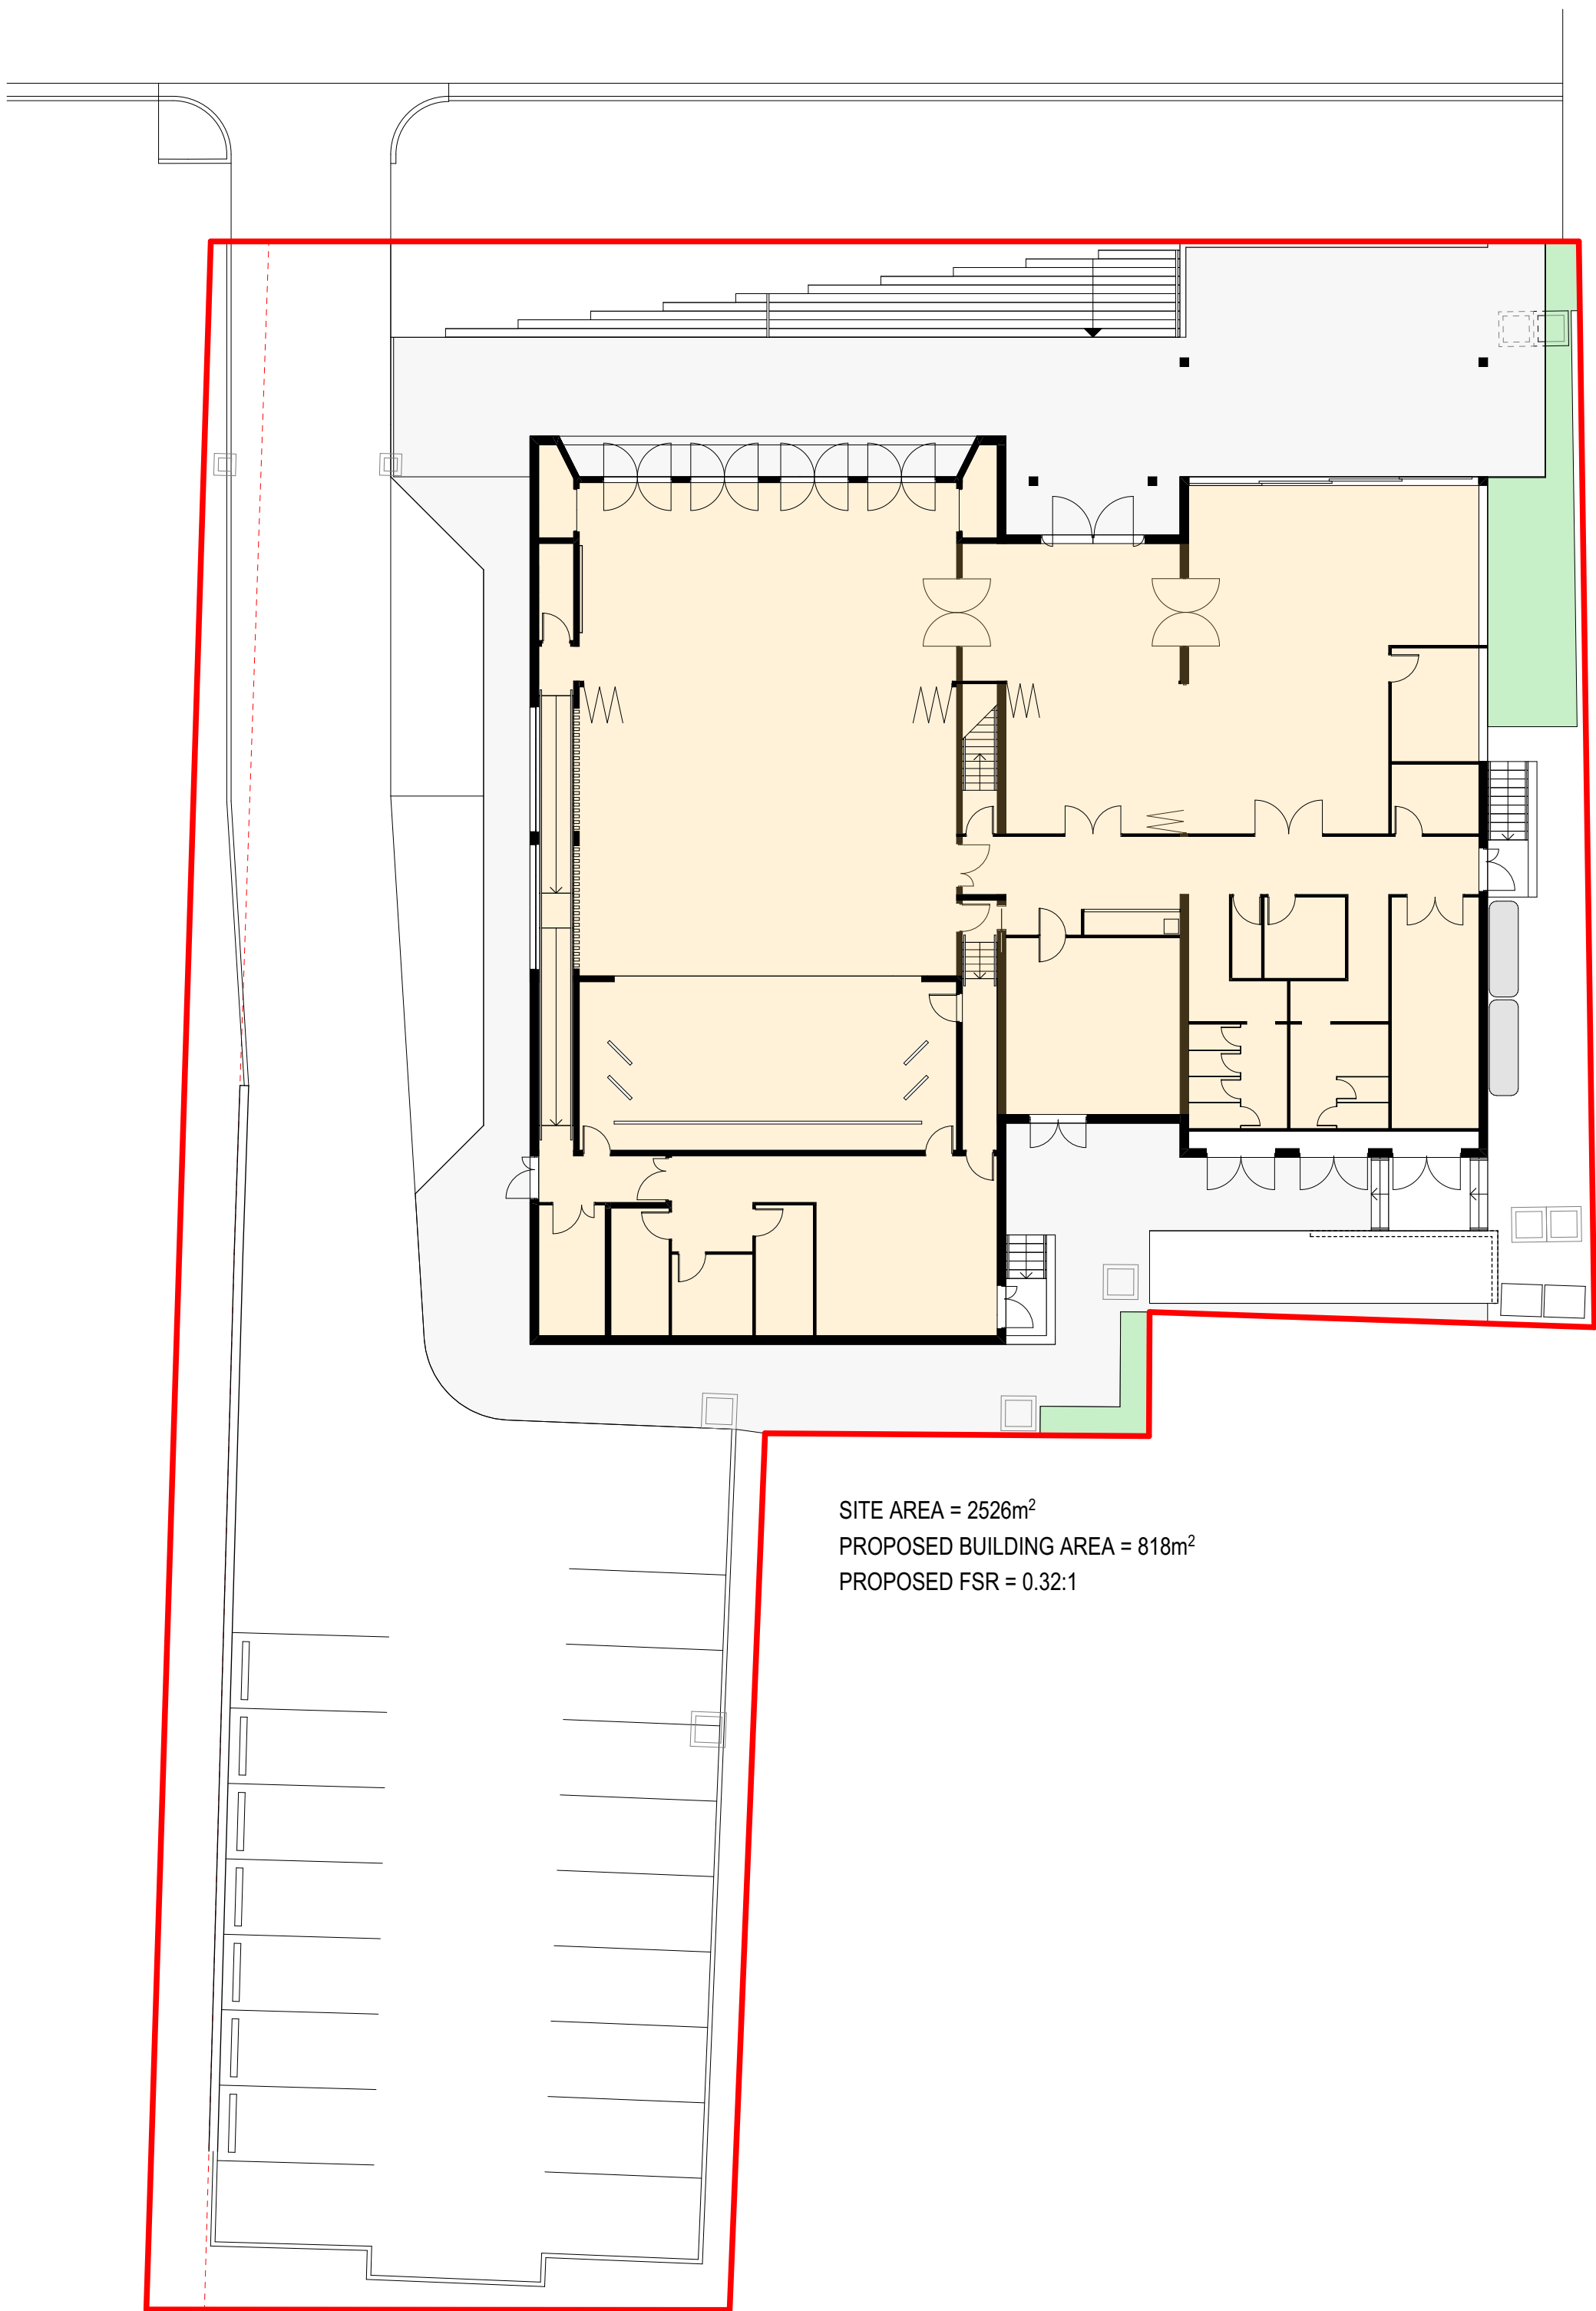 SITE AREA = 2526m²
PROPOSED BUILDING AREA = 818m²
PROPOSED FSR = 0.32:1